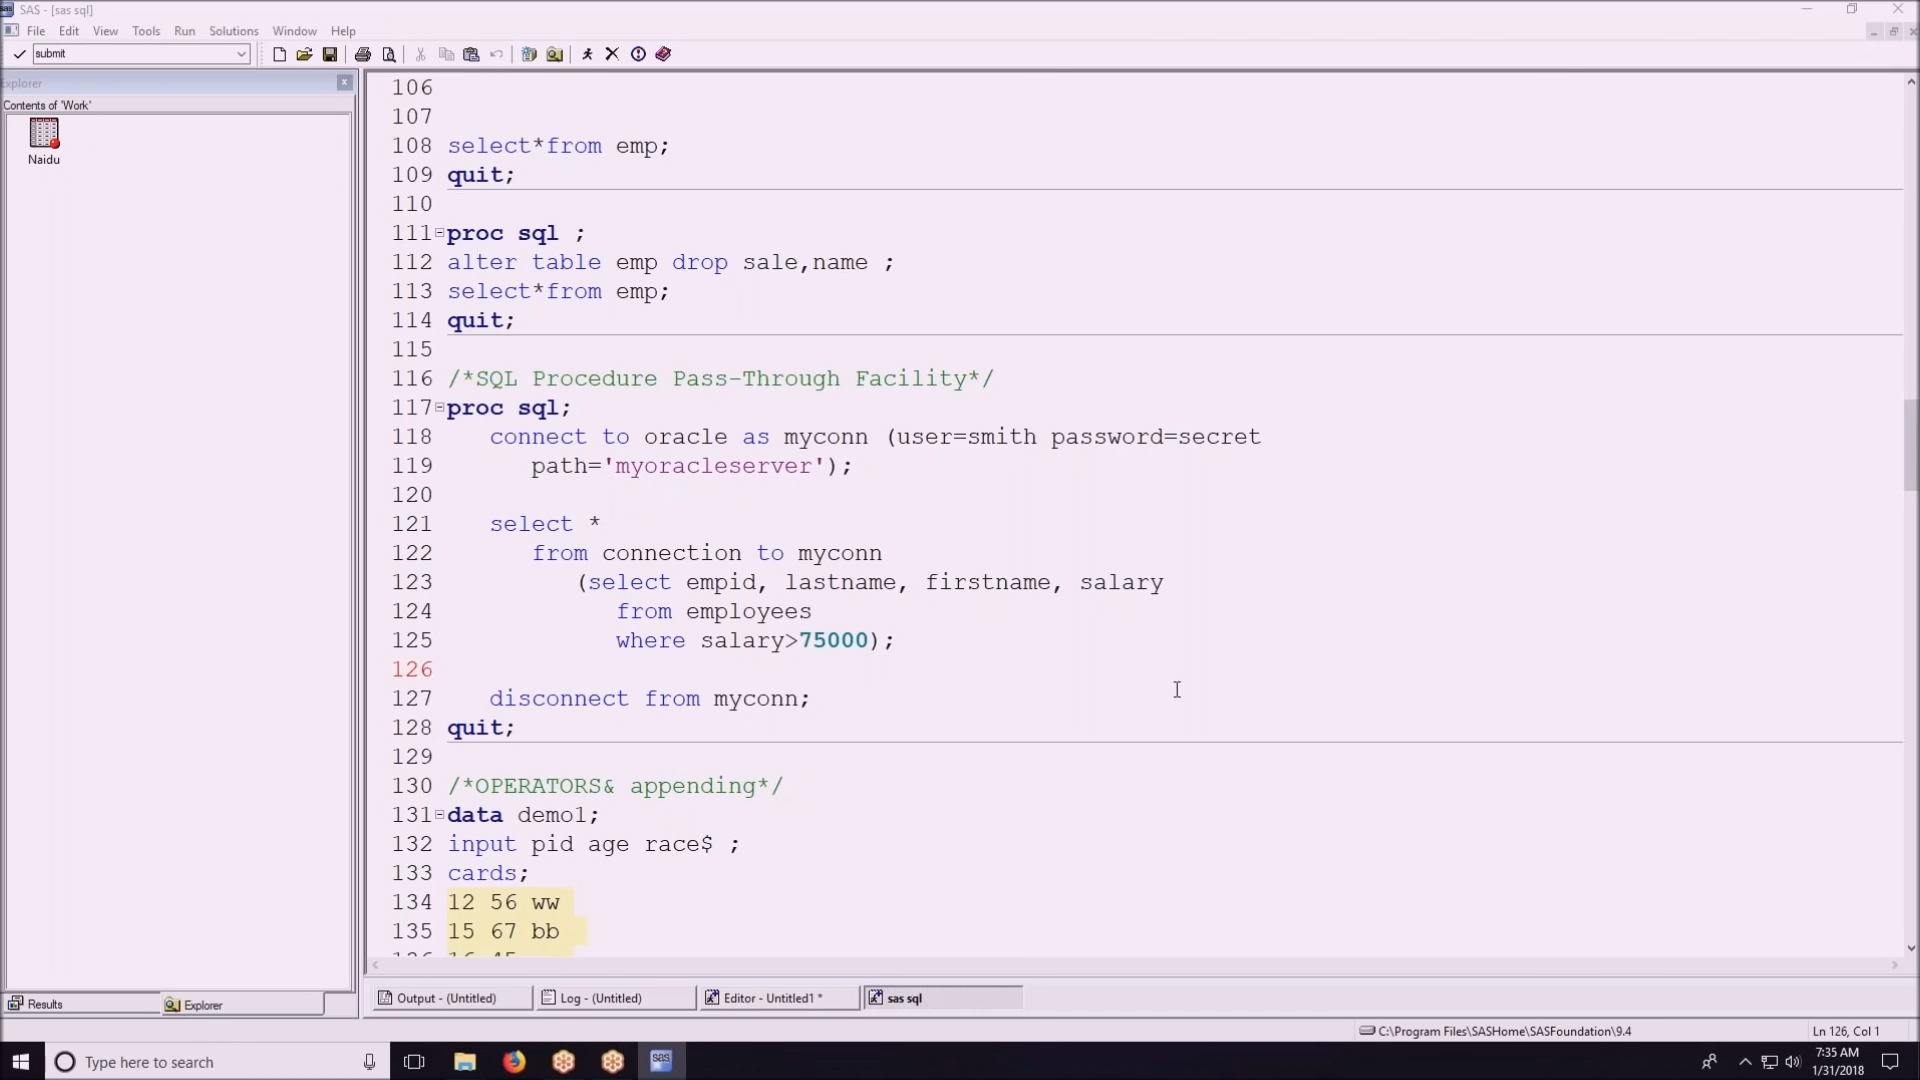 SAS - [sas sql]
File Edit View Tools Run Solutions Window Help
submit
Explorer
Contents of 'Work'
Naidu
106
107
108 select*from emp;
109 quit;
110
111 proc sql ;
112 alter table emp drop sale,name ;
113 select*from emp;
114 quit;
115
116 /*SQL Procedure Pass-Through Facility*/
117 proc sql;
118 connect to oracle as myconn (user=smith password=secret
119 path='myoracleserver');
120
121 select *
122 from connection to myconn
123 (select empid, lastname, firstname, salary
124 from employees
125 where salary>75000);
126
127 disconnect from myconn;
128 quit;
129
130 /*OPERATORS& appending*/
131 data demo1;
132 input pid age race$ ;
133 cards;
134 12 56 ww
135 15 67 bb
Results Explorer
Output - (Untitled) Log - (Untitled) Editor - Untitled1 * sas sql
C:\Program Files\SASHome\SASFoundation\9.4 Ln 126, Col 1
Type here to search
sas
7:35 AM
1/31/2018